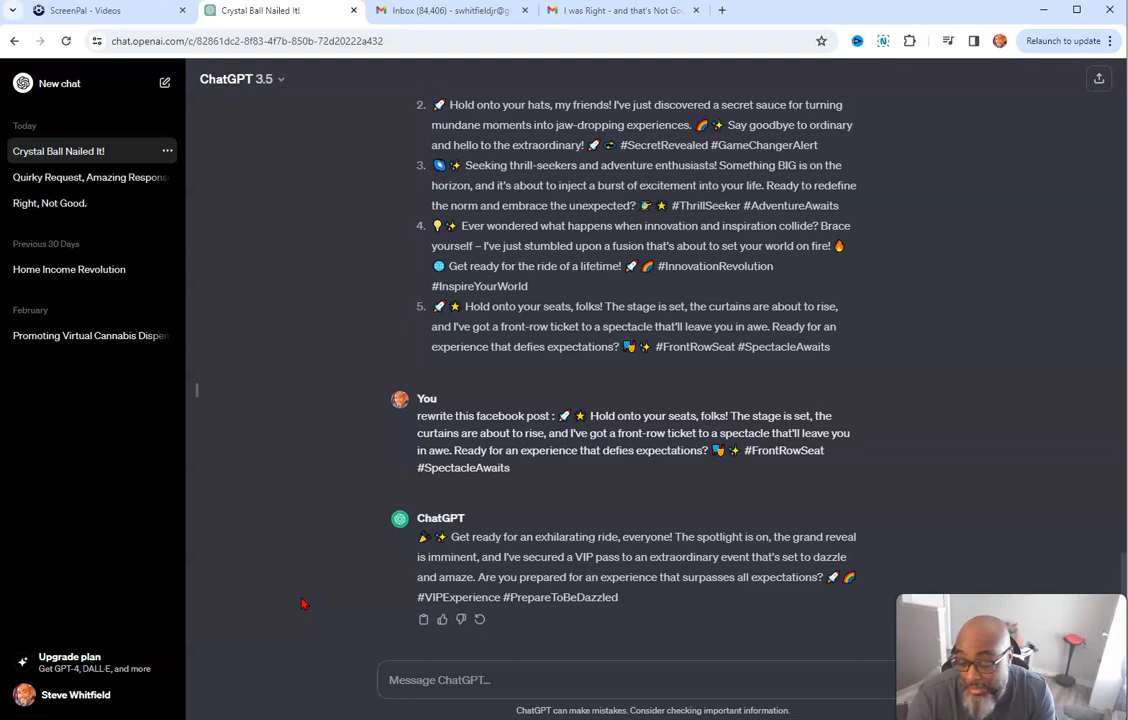 ScreenPal - Videos
Crystal Ball Nailed It!
Inbox (84,406) - swhitfieldjr@g
I was Right - and that's Not Go
chat.openai.com/c/82861dc2-8f83-4f7b-850b-72d20222a432
Relaunch to update
New chat
ChatGPT 3.5
Today
Crystal Ball Nailed It!
Quirky Request, Amazing Respons
Right, Not Good.
Previous 30 Days
Home Income Revolution
February
Promoting Virtual Cannabis Dispen
2. 🚀 Hold onto your hats, my friends! I've just discovered a secret sauce for turning
mundane moments into jaw-dropping experiences. 🌈✨ Say goodbye to ordinary
and hello to the extraordinary! 🚀 #SecretRevealed #GameChangerAlert
3. 🌌✨ Seeking thrill-seekers and adventure enthusiasts! Something BIG is on the
horizon, and it's about to inject a burst of excitement into your life. Ready to redefine
the norm and embrace the unexpected? 🌟 #ThrillSeeker #AdventureAwaits
4. 💡✨ Ever wondered what happens when innovation and inspiration collide? Brace
yourself – I've just stumbled upon a fusion that's about to set your world on fire! 🔥
🌐 Get ready for the ride of a lifetime! 🚀🌈 #InnovationRevolution
#InspireYourWorld
5. 🚀🌟 Hold onto your seats, folks! The stage is set, the curtains are about to rise,
and I've got a front-row ticket to a spectacle that'll leave you in awe. Ready for an
experience that defies expectations? 🎭✨ #FrontRowSeat #SpectacleAwaits
You
rewrite this facebook post : 🚀🌟 Hold onto your seats, folks! The stage is set, the
curtains are about to rise, and I've got a front-row ticket to a spectacle that'll leave you
in awe. Ready for an experience that defies expectations? 🎭✨ #FrontRowSeat
#SpectacleAwaits
ChatGPT
🎉✨ Get ready for an exhilarating ride, everyone! The spotlight is on, the grand reveal
is imminent, and I've secured a VIP pass to an extraordinary event that's set to dazzle
and amaze. Are you prepared for an experience that surpasses all expectations? 🚀🌈
#VIPExperience #PrepareToBeDazzled
Upgrade plan
Get GPT-4, DALL·E, and more
Steve Whitfield
Message ChatGPT...
ChatGPT can make mistakes. Consider checking important information.